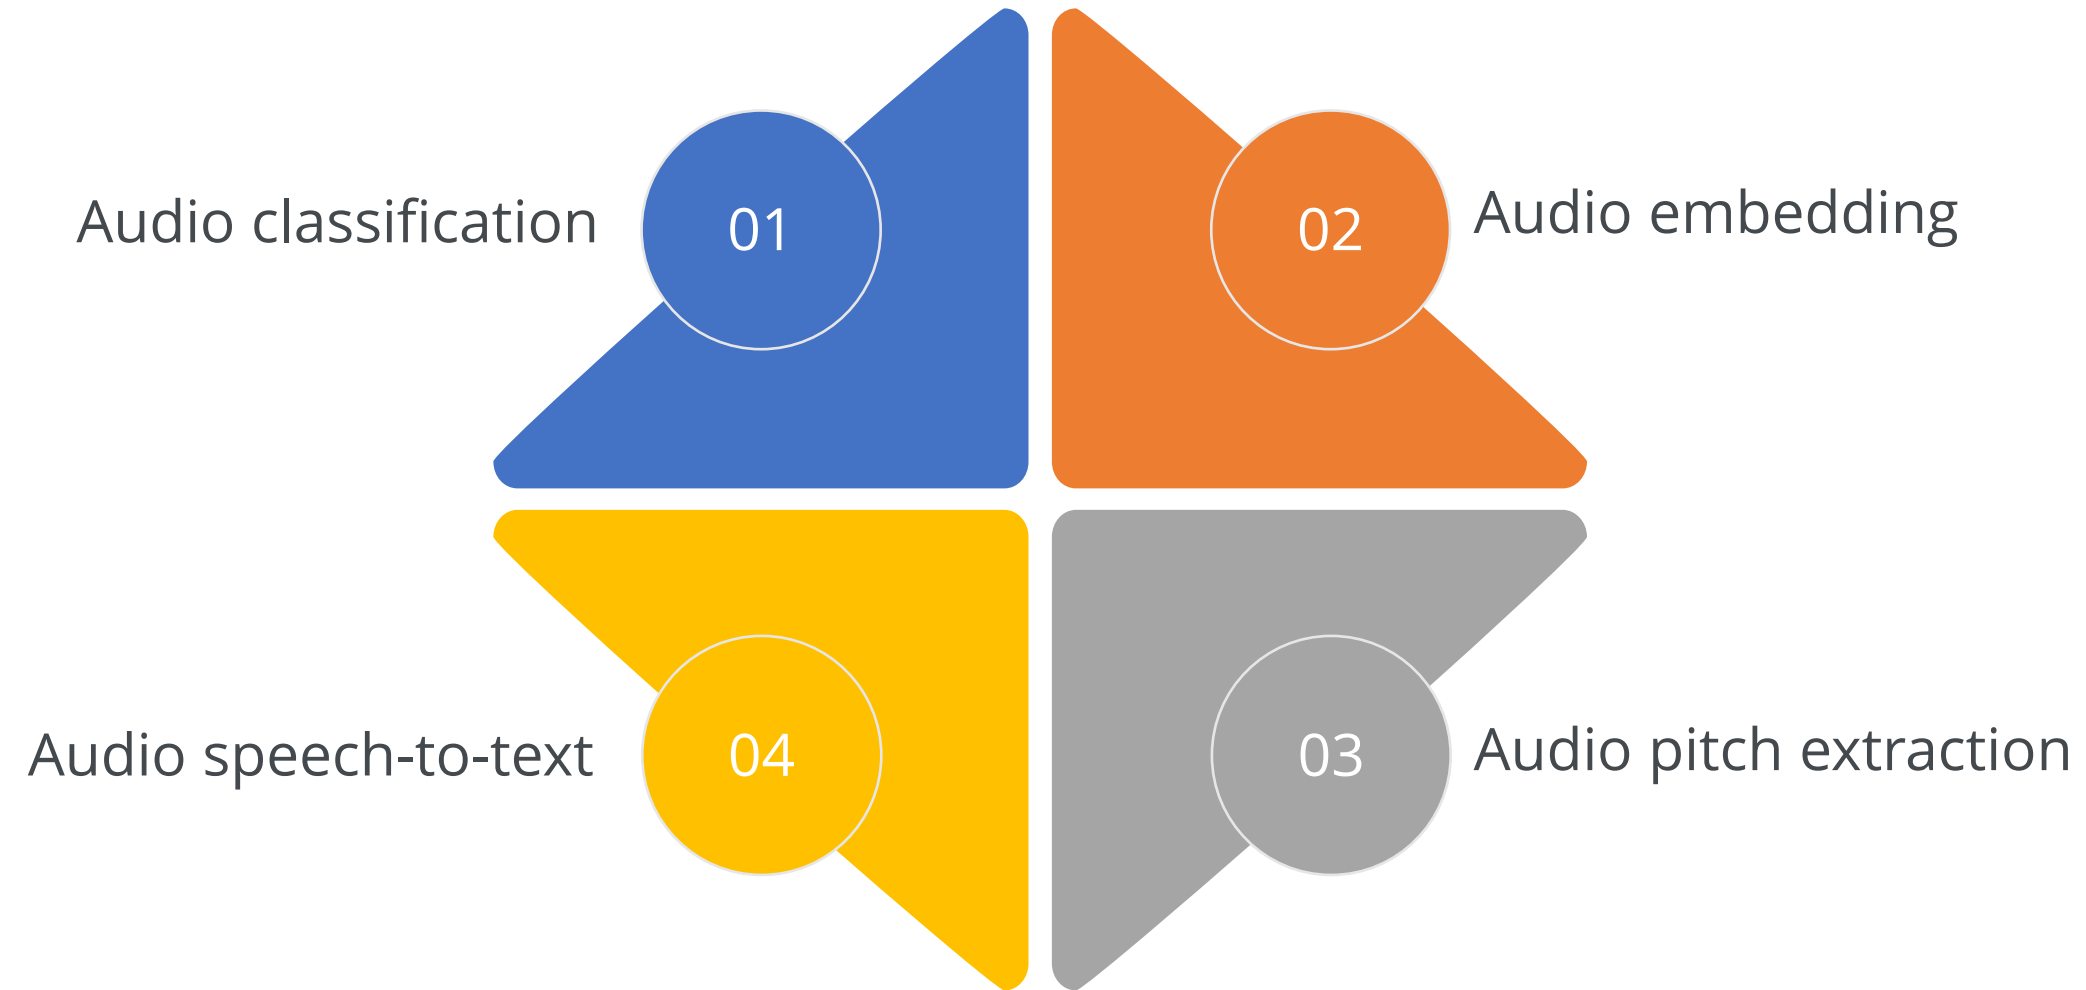 Audio classification
01
02
Audio embedding
Audio speech-to-text
04
03
Audio pitch extraction